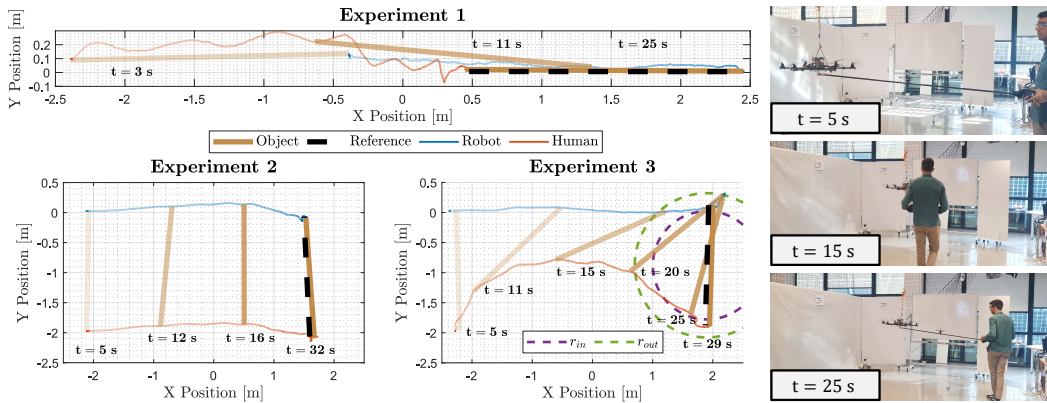 Experiment 1
Y Position [m]
0.2
0.1
0
-0.1
t = 3 s
t = 11 s
t = 25 s
-2.5
-2
-1.5
-1
-0.5
0
0.5
1
1.5
2
2.5
X Position [m]
Object
Reference
Robot
Human
Experiment 2
Y Position [m]
0.5
0
-0.5
-1
-1.5
-2
-2.5
t = 5 s
t = 12 s
t = 16 s
t = 32 s
-2
-1
0
1
2
X Position [m]
Experiment 3
Y Position [m]
0.5
0
-0.5
-1
-1.5
-2
-2.5
t = 5 s
t = 11 s
t = 15 s
t = 20 s
t = 25 s
t = 29 s
r_in
r_out
-2
-1
0
1
2
X Position [m]
t = 5 s
t = 15 s
t = 25 s